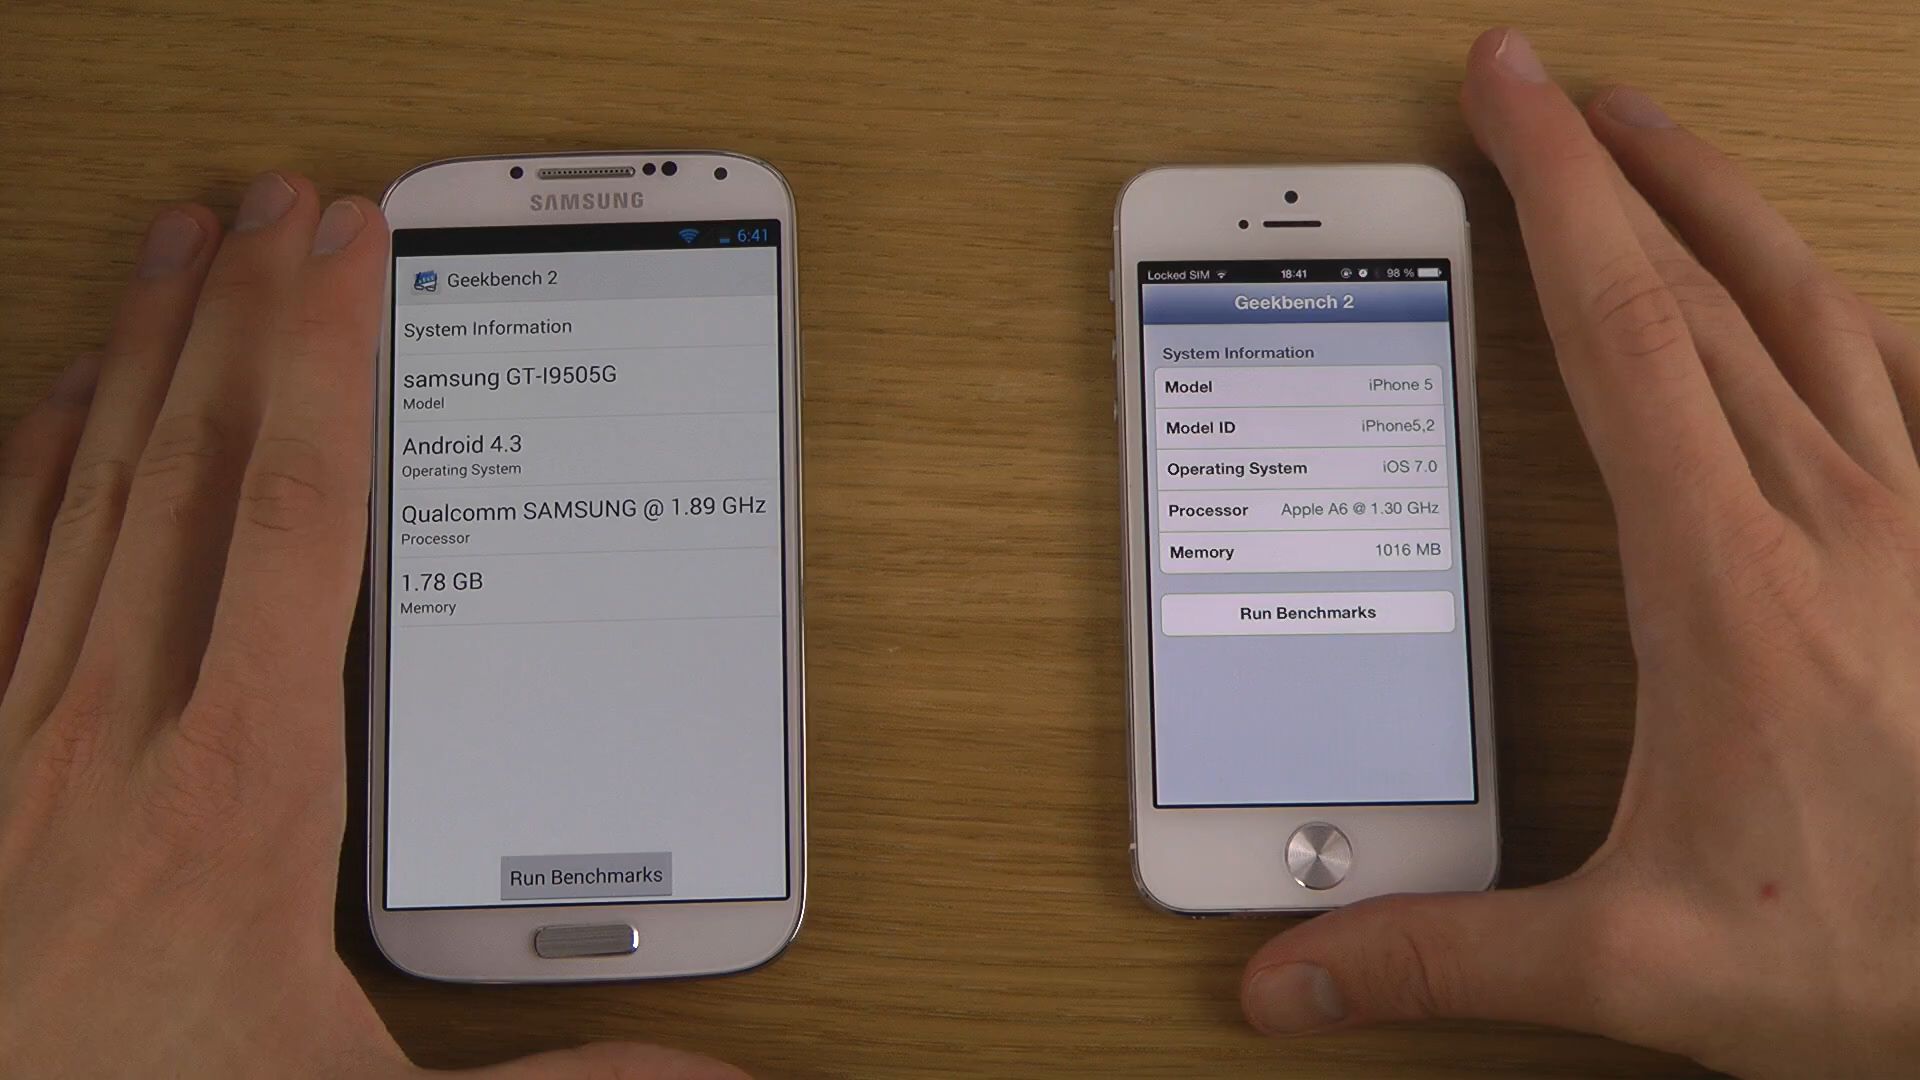 SAMSUNG
6:41
Geekbench 2
System Information
samsung GT-I9505G
Model
Android 4.3
Operating System
Qualcomm SAMSUNG @ 1.89 GHz
Processor
1.78 GB
Memory
Run Benchmarks
Locked SIM 18:41 98 %
Geekbench 2
System Information
Model iPhone 5
Model ID iPhone5,2
Operating System iOS 7.0
Processor Apple A6 @ 1.30 GHz
Memory 1016 MB
Run Benchmarks